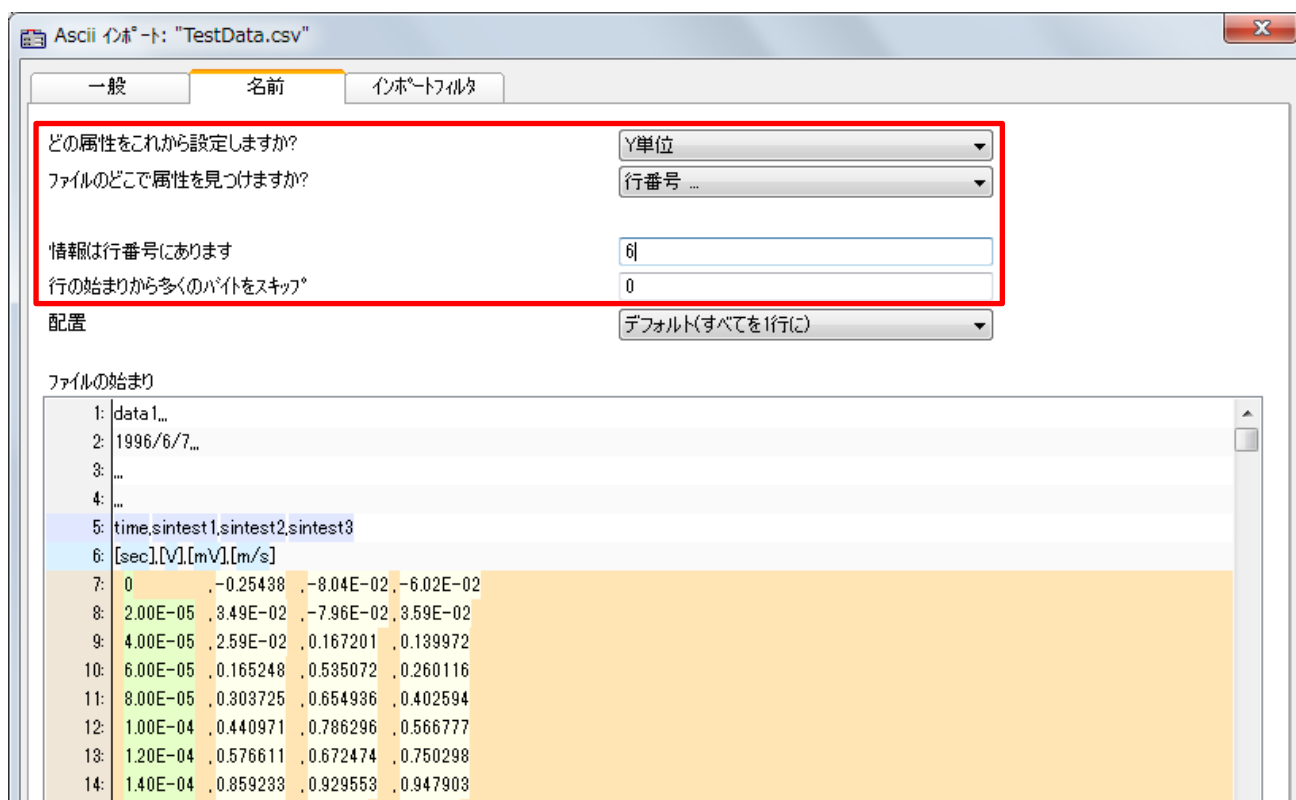 Ascii ｲﾝﾎﾟｰﾄ: "TestData.csv"
一般 名前 ｲﾝﾎﾟｰﾄﾌｨﾙﾀ
どの属性をこれから設定しますか? Y単位
ﾌｧｲﾙのどこで属性を見つけますか? 行番号 ...
情報は行番号にあります 6
行の始まりから多くのﾊﾞｲﾄをｽｷｯﾌﾟ 0
配置 デフォルト(すべてを1行に)
ﾌｧｲﾙの始まり
1: data1,,,
2: 1996/6/7,,,
3: ,,,
4: ,,,
5: time,sintest1,sintest2,sintest3
6: [sec],[V],[mV],[m/s]
7: 0 ,-0.25438 ,-8.04E-02,-6.02E-02
8: 2.00E-05 ,3.49E-02 ,-7.96E-02,3.59E-02
9: 4.00E-05 ,2.59E-02 ,0.167201 ,0.139972
10: 6.00E-05 ,0.165248 ,0.535072 ,0.260116
11: 8.00E-05 ,0.303725 ,0.654936 ,0.402594
12: 1.00E-04 ,0.440971 ,0.786296 ,0.566777
13: 1.20E-04 ,0.576611 ,0.672474 ,0.750298
14: 1.40E-04 ,0.859233 ,0.929553 ,0.947903